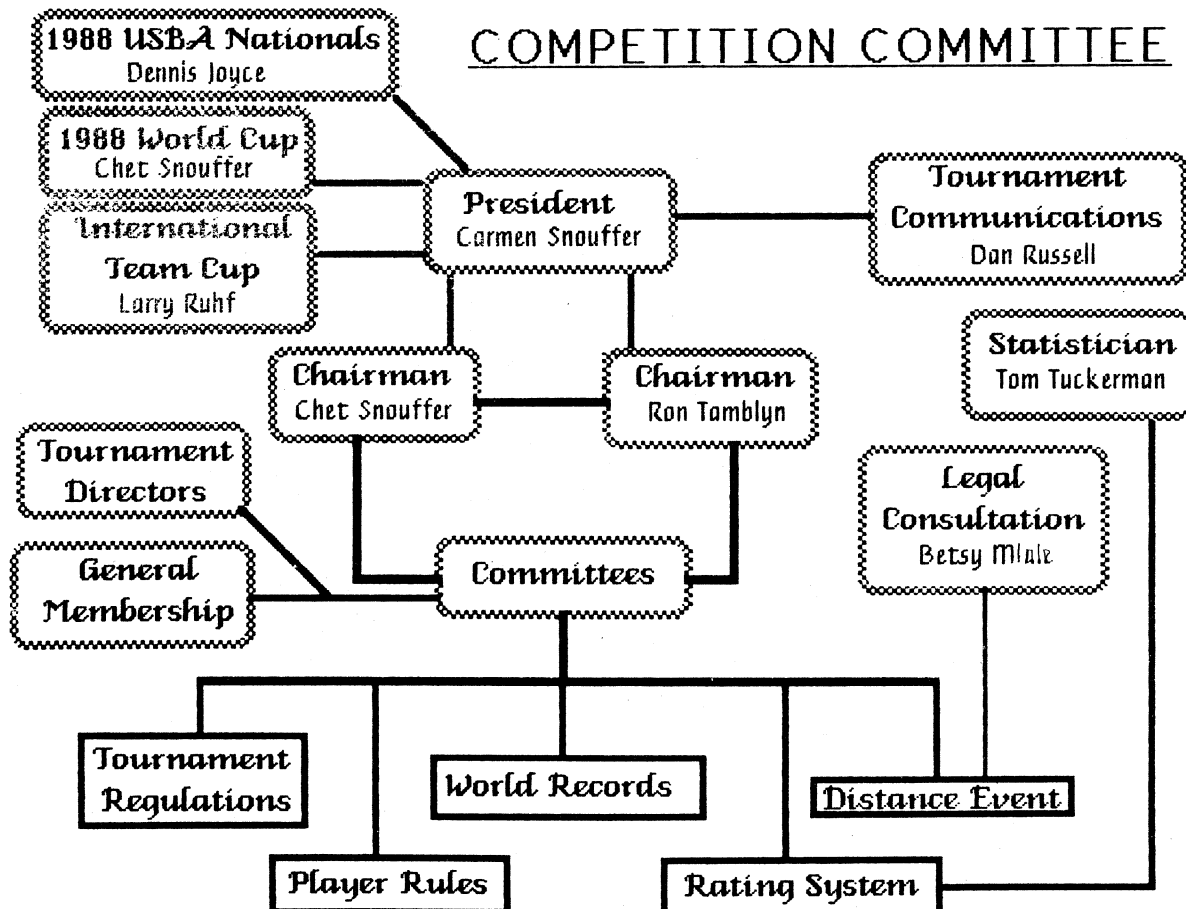 COMPETITION COMMITTEE
1988 USBA Nationals
Dennis Joyce
1988 World Cup
Chet Snouffer
International
Team Cup
Larry Ruhf
President
Carmen Snouffer
Tournament
Communications
Dan Russell
Statistician
Tom Tuckerman
Chairman
Chet Snouffer
Chairman
Ron Tamblyn
Tournament
Directors
General
Membership
Committees
Legal
Consultation
Betsy
Tournament
Regulations
World Records
Distance Event
Player Rules
Rating System